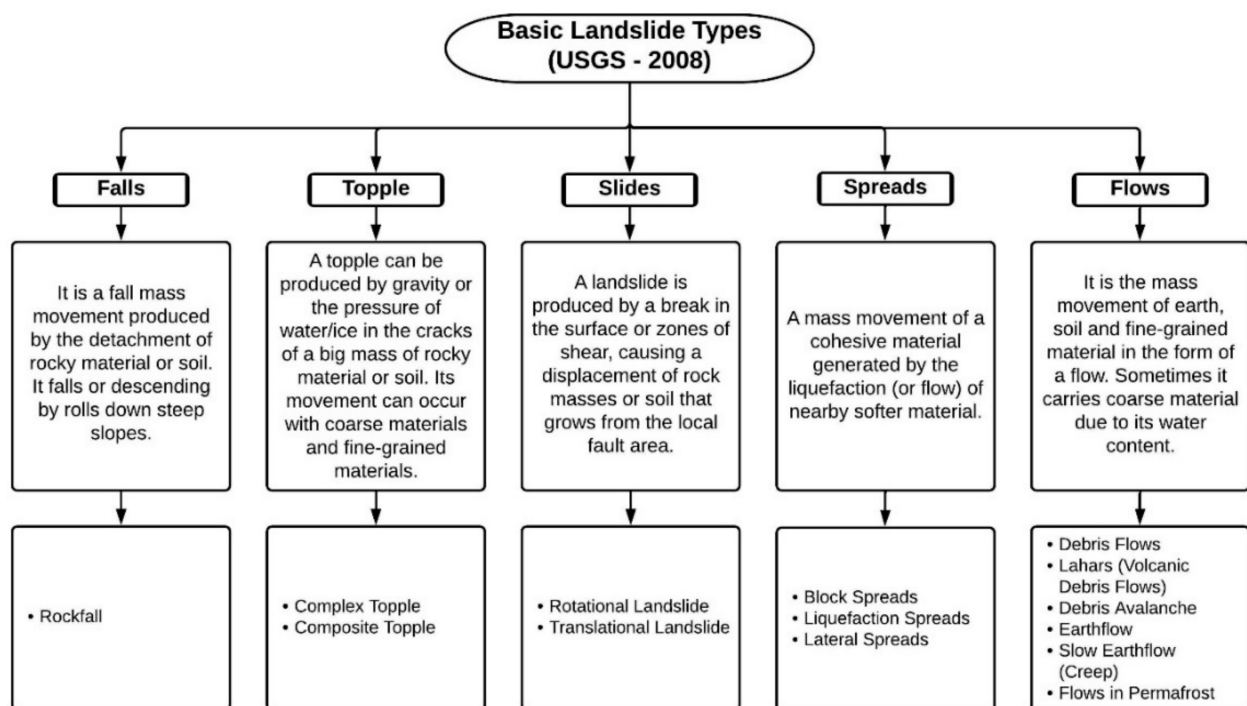 Basic Landslide Types
(USGS - 2008)
Falls
Topple
Slides
Spreads
Flows
It is a fall mass
movement produced
by the detachment of
rocky material or soil.
It falls or descending
by rolls down steep
slopes.
A topple can be
produced by gravity or
the pressure of
water/ice in the cracks
of a big mass of rocky
material or soil. Its
movement can occur
with coarse materials
and fine-grained
materials.
A landslide is
produced by a break in
the surface or zones of
shear, causing a
displacement of rock
masses or soil that
grows from the local
fault area.
A mass movement of a
cohesive material
generated by the
liquefaction (or flow) of
nearby softer material.
It is the mass
movement of earth,
soil and fine-grained
material in the form of
a flow. Sometimes it
carries coarse material
due to its water
content.
• Rockfall
• Complex Topple
• Composite Topple
• Rotational Landslide
• Translational Landslide
• Block Spreads
• Liquefaction Spreads
• Lateral Spreads
• Debris Flows
• Lahars (Volcanic
Debris Flows)
• Debris Avalanche
• Earthflow
• Slow Earthflow
(Creep)
• Flows in Permafrost